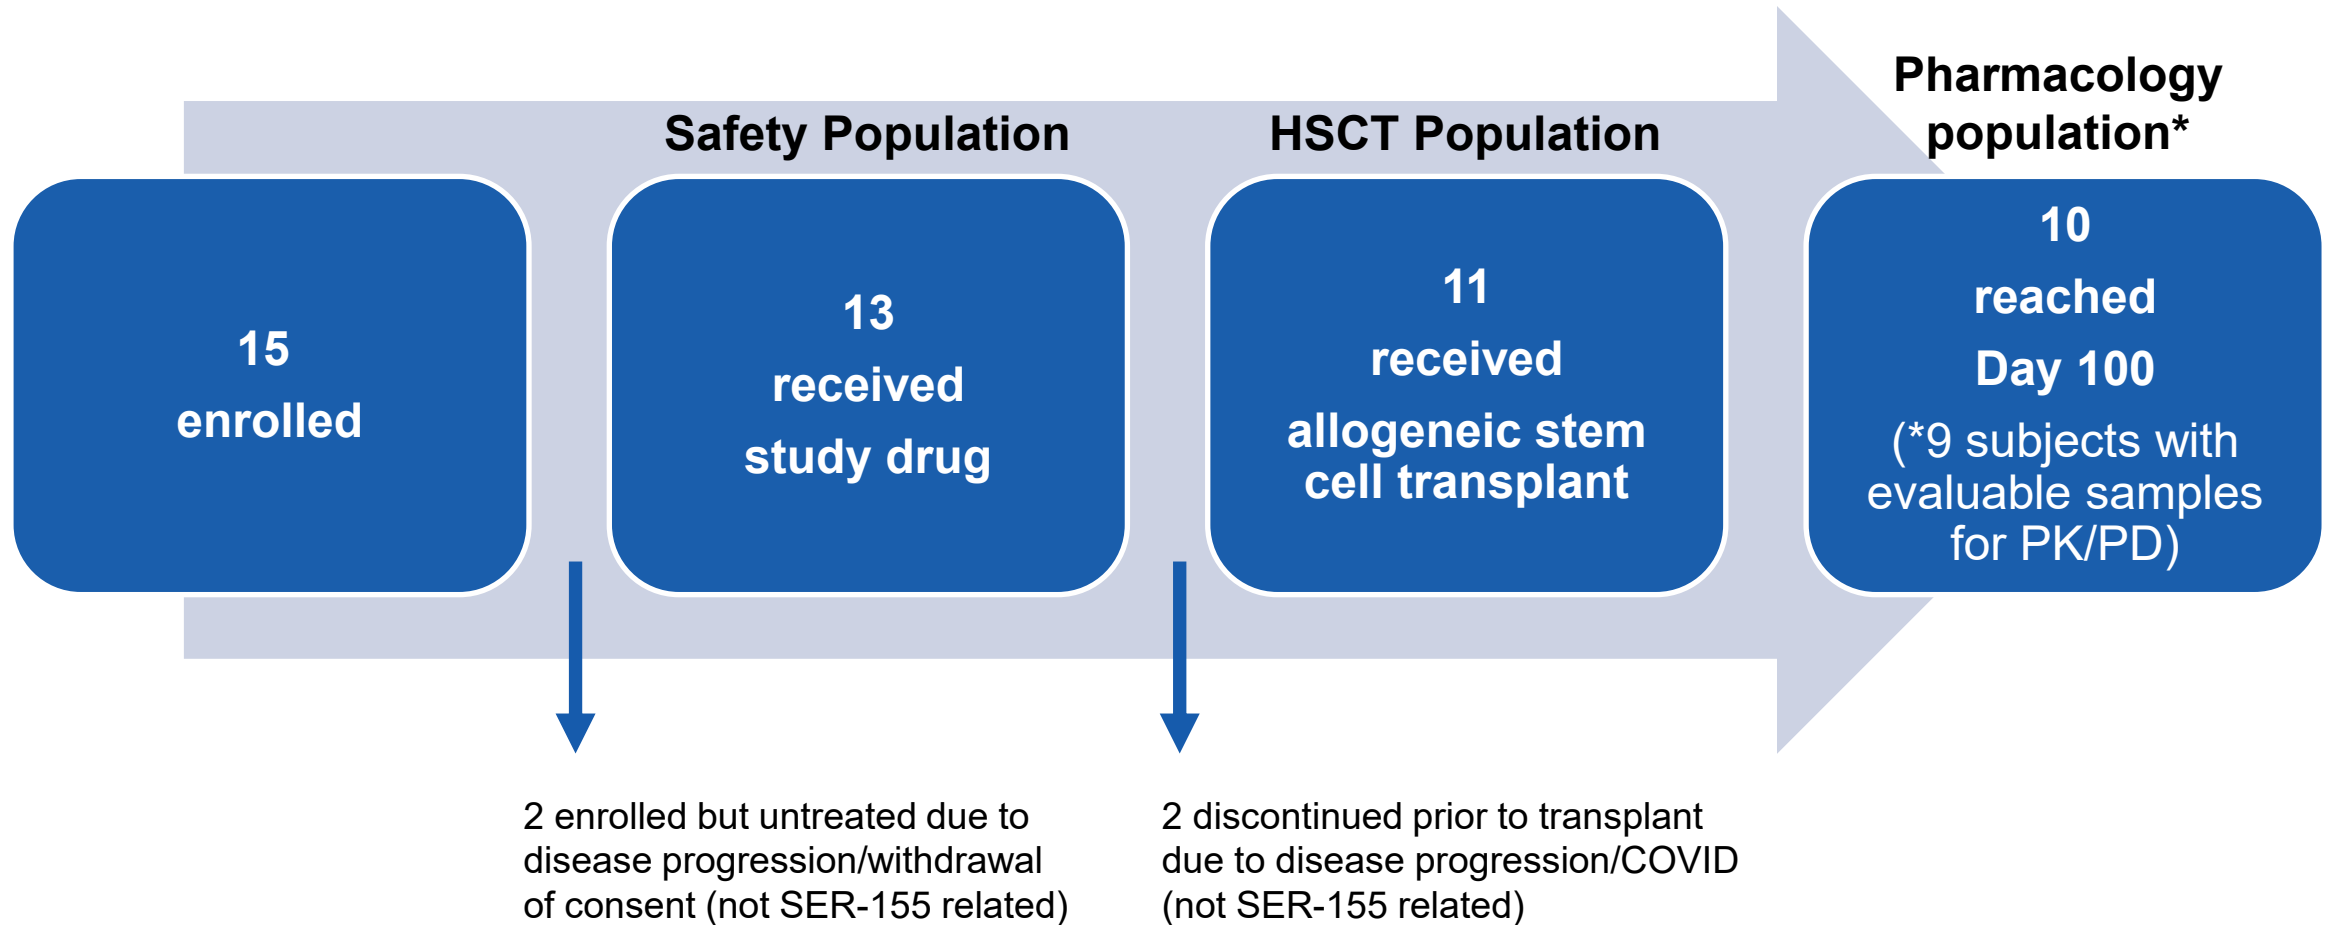 15
enrolled
Safety Population
13
received
study drug
HSCT Population
11
received
allogeneic stem
cell transplant
Pharmacology
population*
10
reached
Day 100
(*9 subjects with
evaluable samples
for PK/PD)
2 enrolled but untreated due to
disease progression/withdrawal
of consent (not SER-155 related)
2 discontinued prior to transplant
due to disease progression/COVID
(not SER-155 related)